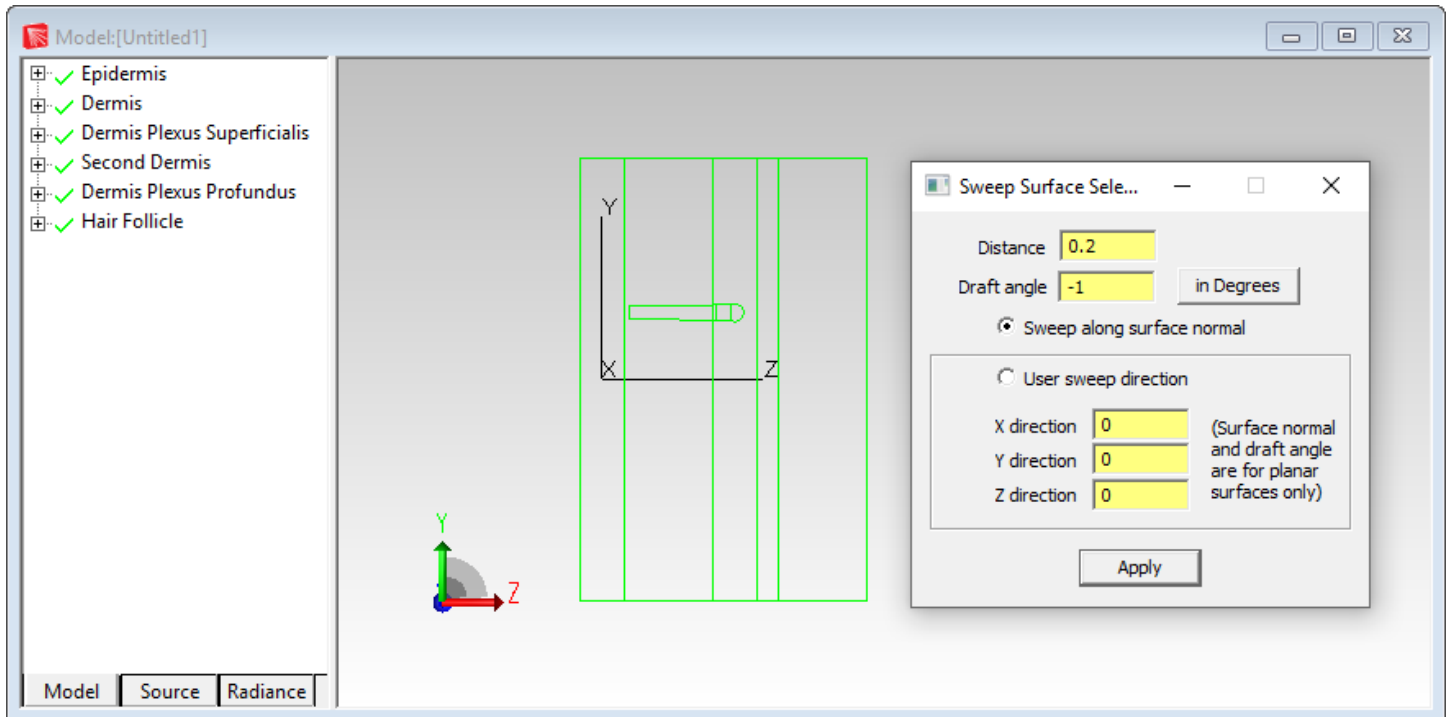 Model:[Untitled1]
Epidermis
Dermis
Dermis Plexus Superficialis
Second Dermis
Dermis Plexus Profundus
Hair Follicle
Model
Source
Radiance
Y
X
Z
Y
Z
Sweep Surface Sele...
Distance 0.2
Draft angle -1 in Degrees
Sweep along surface normal
User sweep direction
X direction 0
Y direction 0
Z direction 0
(Surface normal
and draft angle
are for planar
surfaces only)
Apply